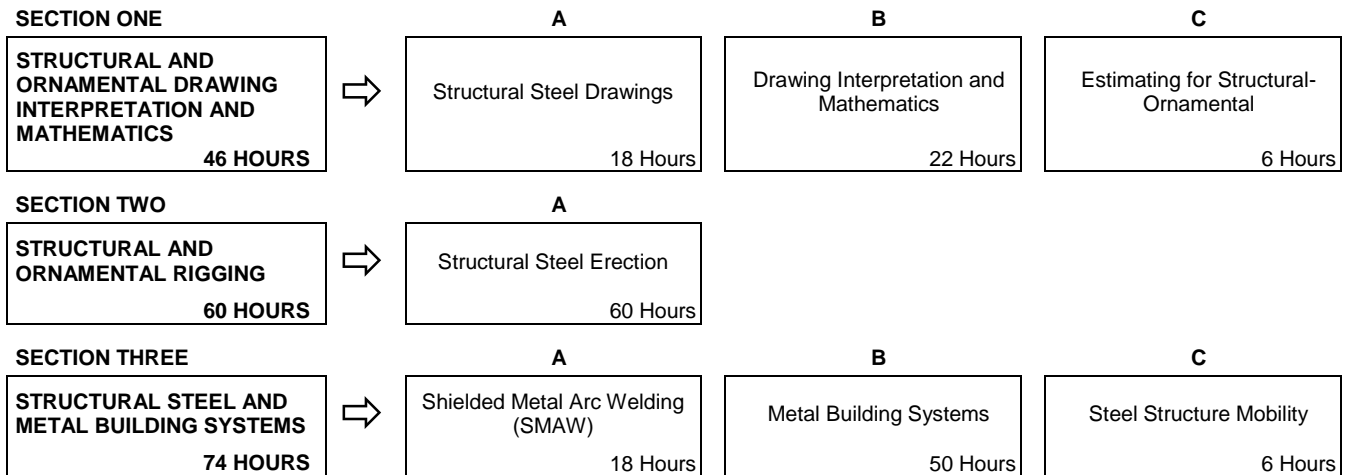 SECTION ONE
A
B
C
STRUCTURAL AND
ORNAMENTAL DRAWING
INTERPRETATION AND
MATHEMATICS
46 HOURS
Structural Steel Drawings
18 Hours
Drawing Interpretation and
Mathematics
22 Hours
Estimating for Structural-
Ornamental
6 Hours
SECTION TWO
A
STRUCTURAL AND
ORNAMENTAL RIGGING
60 HOURS
Structural Steel Erection
60 Hours
SECTION THREE
A
B
C
STRUCTURAL STEEL AND
METAL BUILDING SYSTEMS
74 HOURS
Shielded Metal Arc Welding
(SMAW)
18 Hours
Metal Building Systems
50 Hours
Steel Structure Mobility
6 Hours